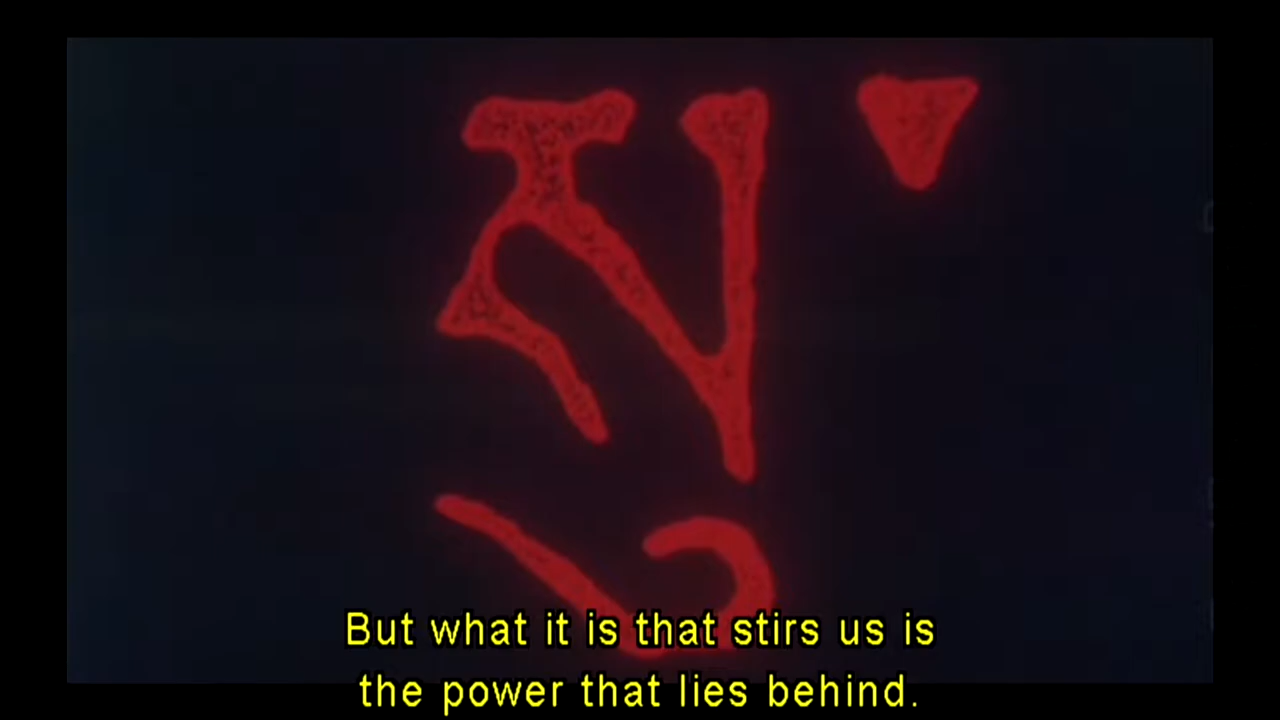 སུ་
But what it is that stirs us is
the power that lies behind.